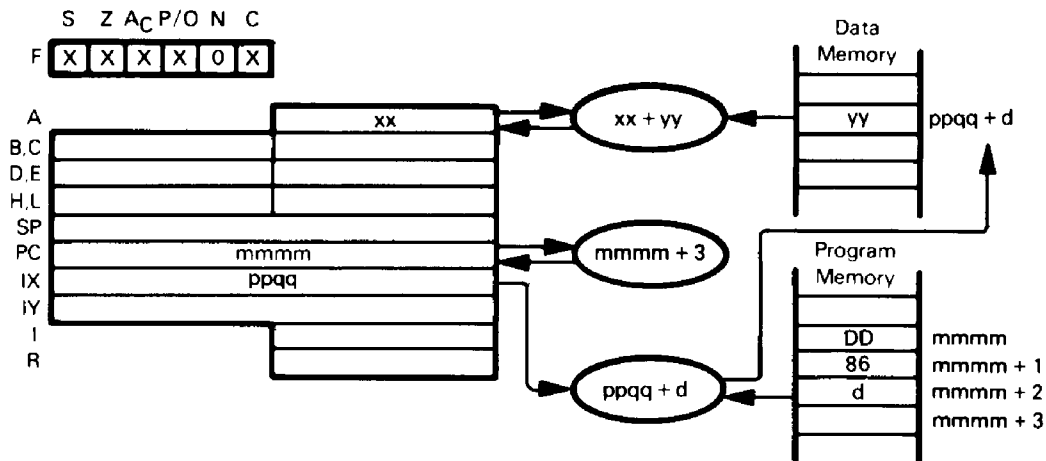 S Z AC P/O N C
F X X X X 0 X
Data
Memory
A xx
xx + yy
yy ppqq + d
B,C
D,E
H,L
SP
PC mmmm
mmmm + 3
Program
Memory
IX ppqq
IY
I
R
DD mmmm
86 mmmm + 1
ppqq + d
d mmmm + 2
mmmm + 3